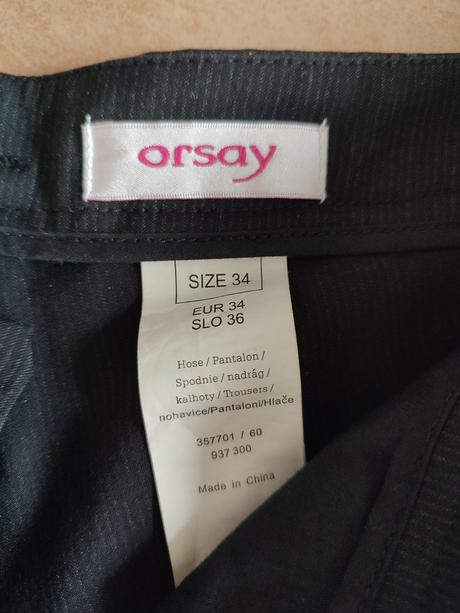 orsay
SIZE 34
EUR 34
SLO 36
Hose / Pantalon /
Spodnie / nadrág /
kalhoty / Trousers /
nohavice/Pantaloni/Hlače
357701 / 60
937 300
Made in China